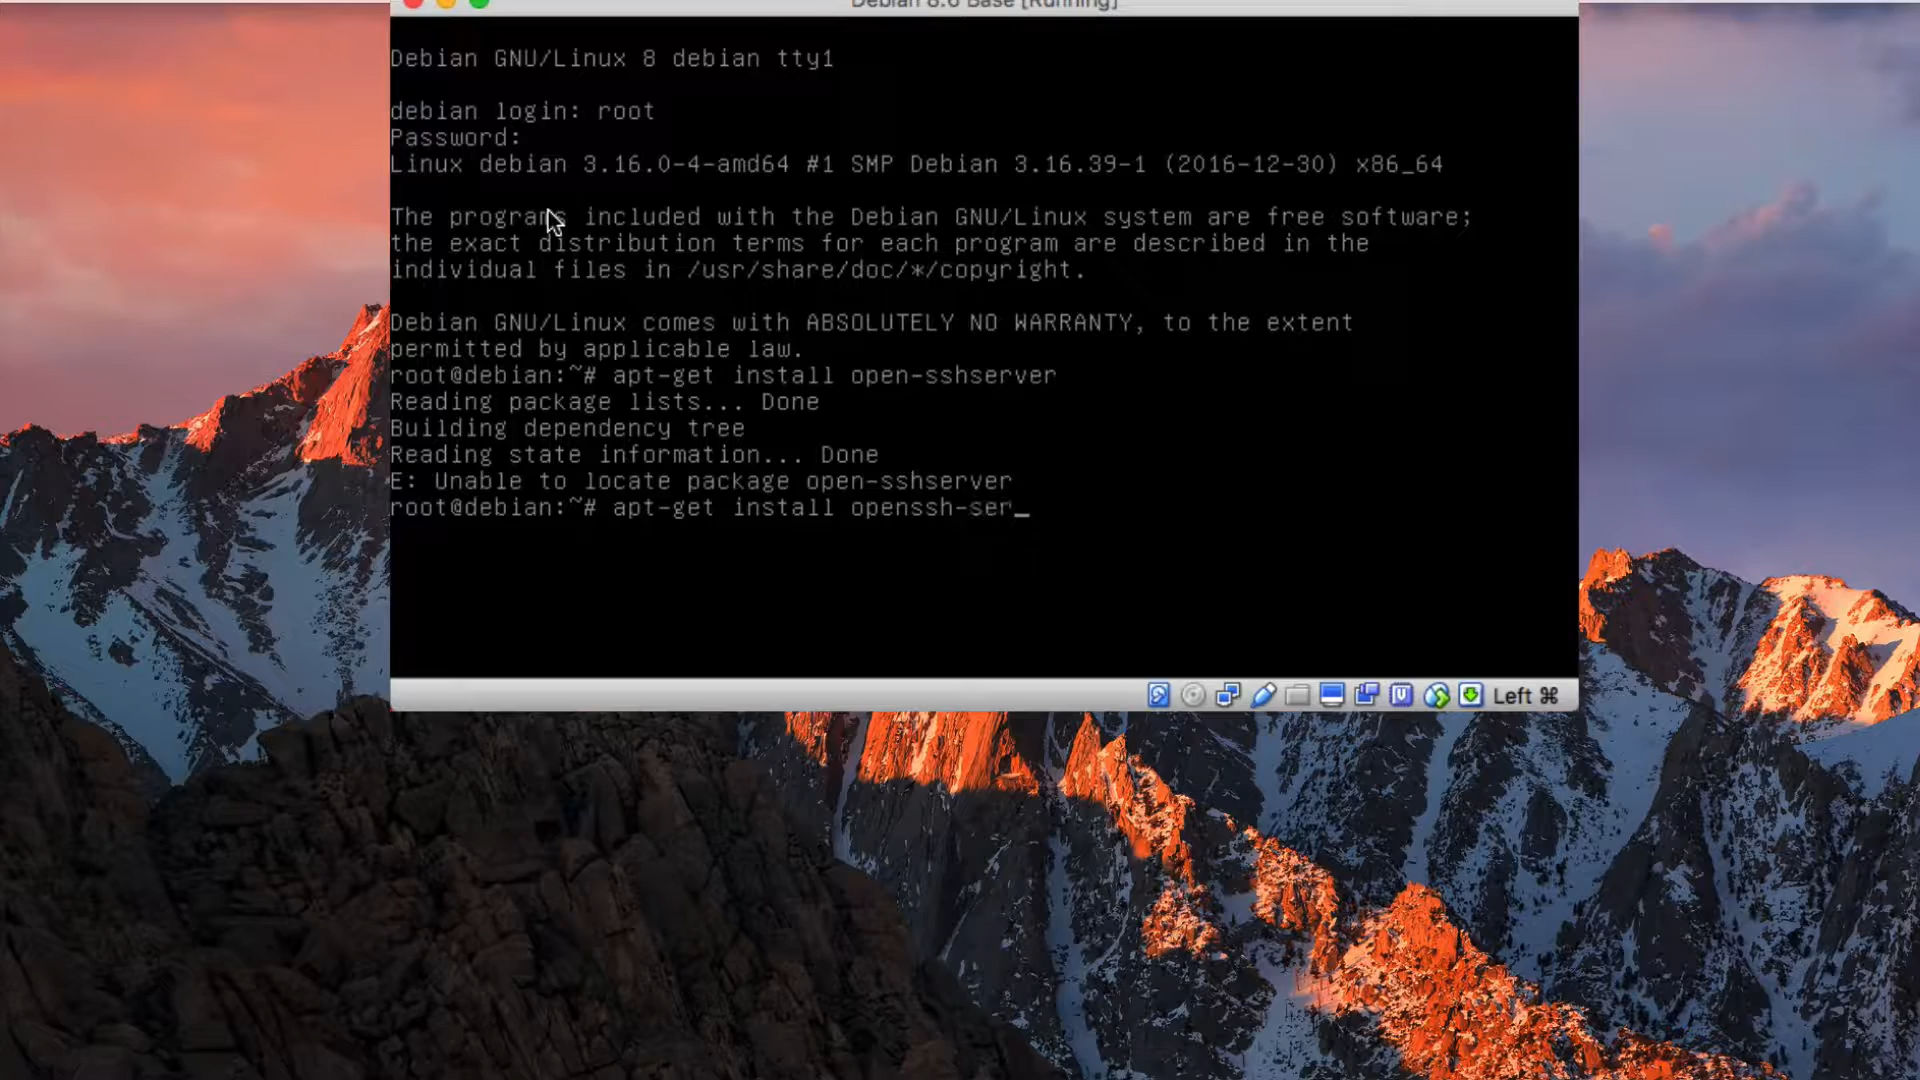 Debian 8.6 Base [Running]
Debian GNU/Linux 8 debian tty1
debian login: root
Password:
Linux debian 3.16.0-4-amd64 #1 SMP Debian 3.16.39-1 (2016-12-30) x86_64
The programs included with the Debian GNU/Linux system are free software;
the exact distribution terms for each program are described in the
individual files in /usr/share/doc/*/copyright.
Debian GNU/Linux comes with ABSOLUTELY NO WARRANTY, to the extent
permitted by applicable law.
root@debian:~# apt-get install open-sshserver
Reading package lists... Done
Building dependency tree
Reading state information... Done
E: Unable to locate package open-sshserver
root@debian:~# apt-get install openssh-ser_
Left ⌘